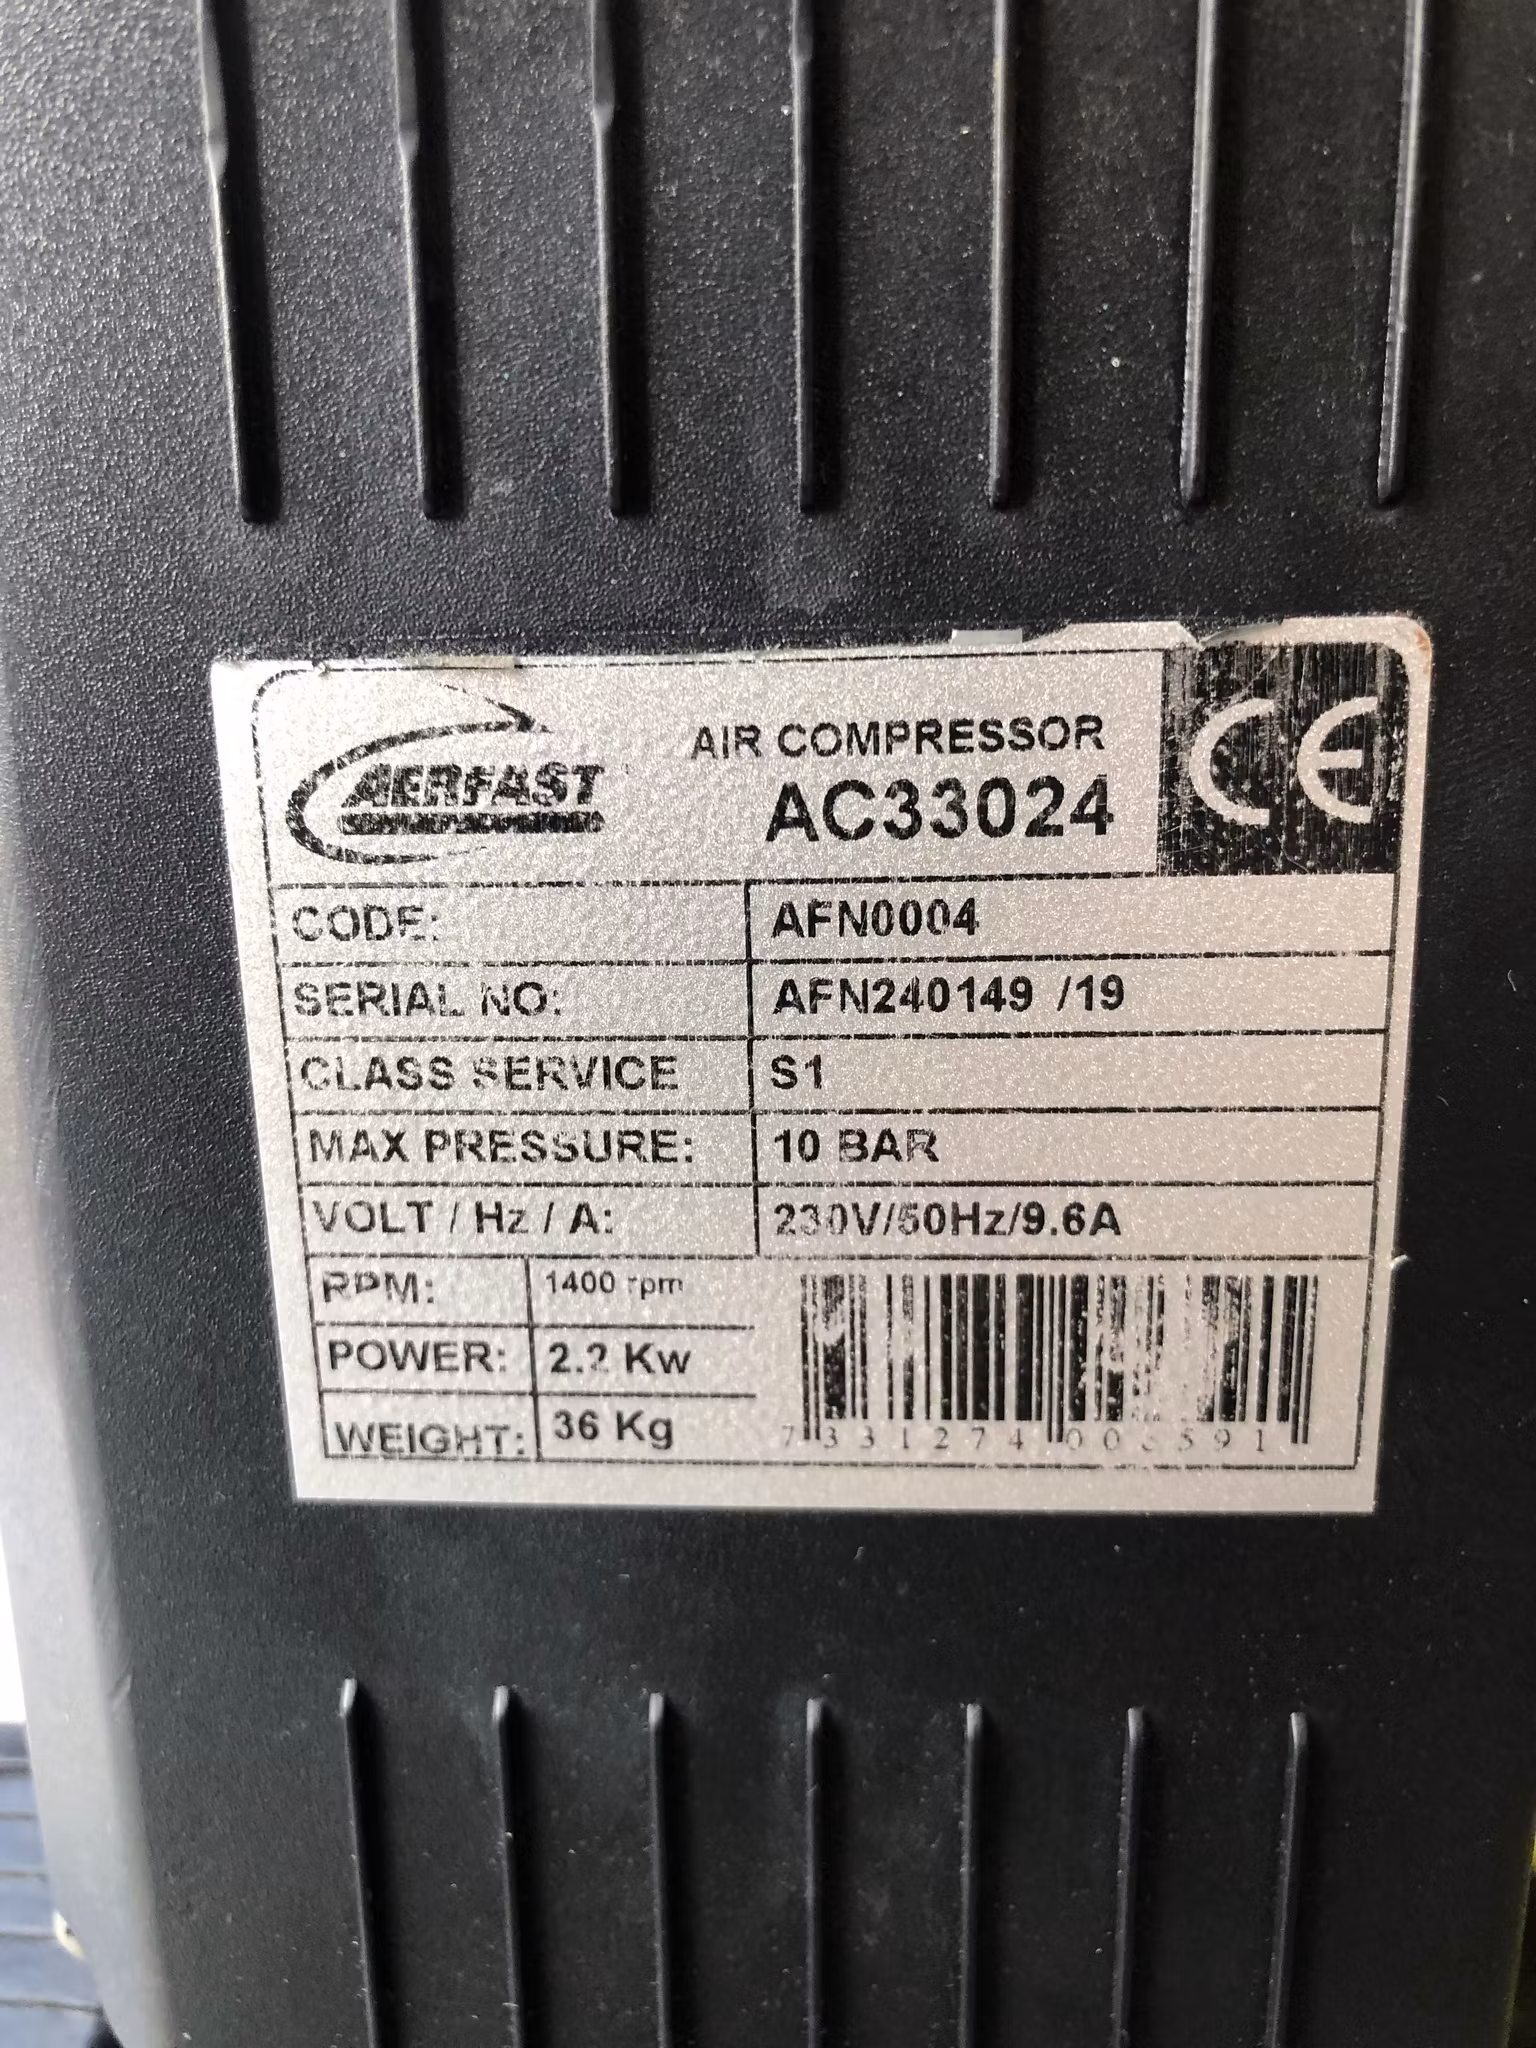 AERFAST
AIR COMPRESSOR
AC33024
CE
CODE: AFN0004
SERIAL NO: AFN240149 /19
CLASS SERVICE S1
MAX PRESSURE: 10 BAR
VOLT / Hz / A: 230V/50Hz/9.6A
RPM: 1400 rpm
POWER: 2.2 Kw
WEIGHT: 36 Kg